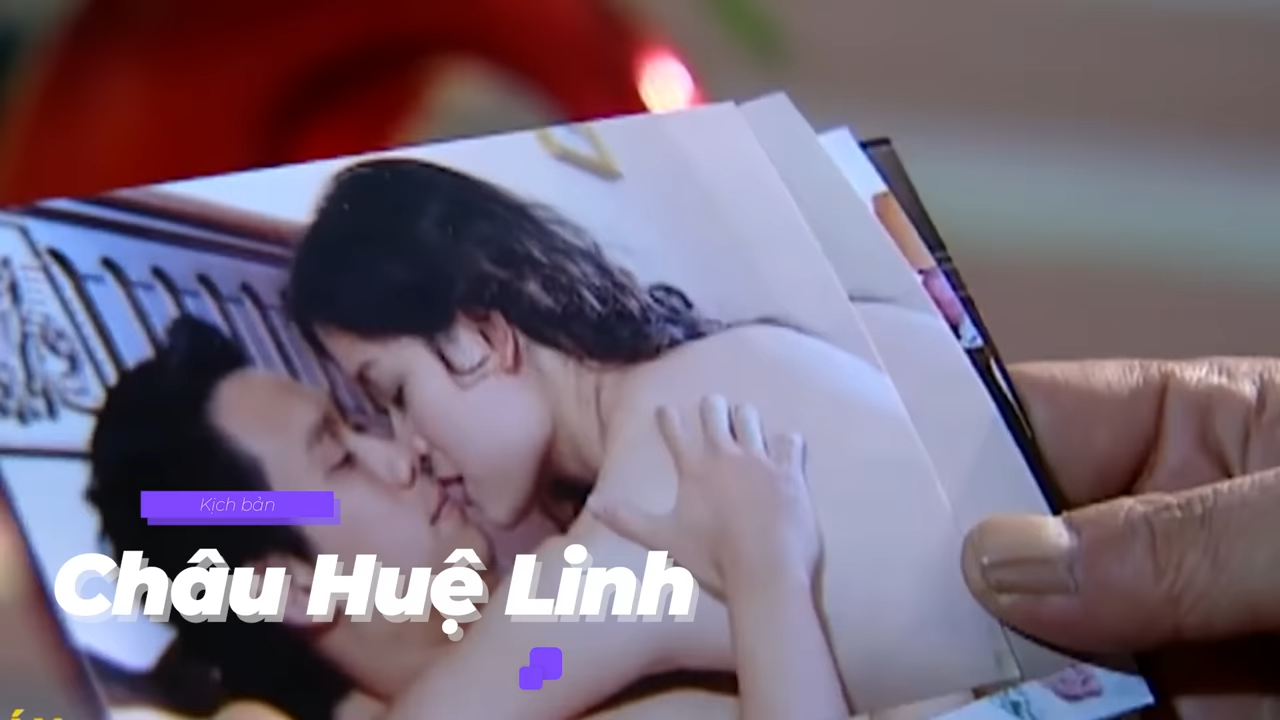 Kịch bản
Châu Huệ Linh